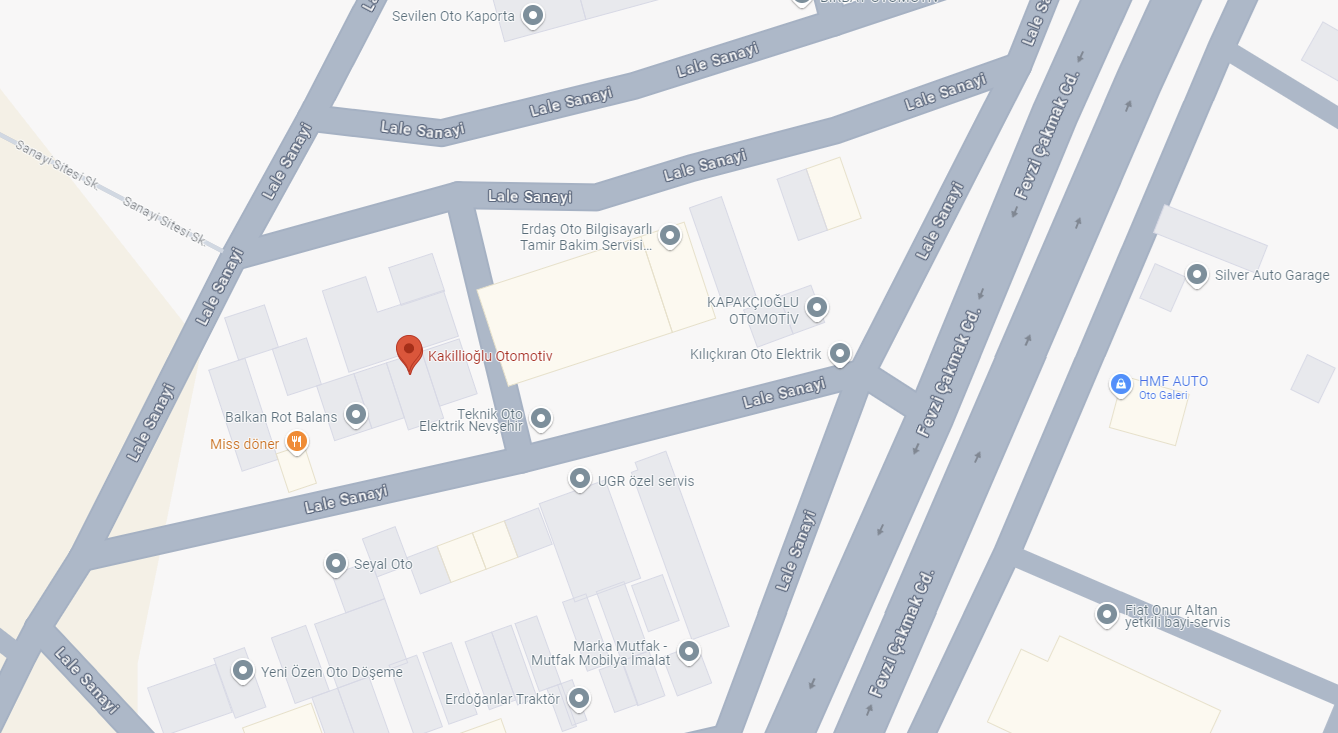 Sevilen Oto Kaporta
Lale Sanayi
Lale Sanayi
Lale Sanayi
Lale Sanayi
Fevzi Çakmak Cd.
Lale Sanayi
Sanayi Sitesi Sk.
Sanayi Sitesi Sk.
Lale Sanayi
Lale Sanayi
Lale Sanayi
Erdaş Oto Bilgisayarlı
Tamir Bakim Servisi...
Lale Sanayi
Silver Auto Garage
KAPAKÇIOĞLU
OTOMOTİV
Kılıçkıran Oto Elektrik
Kakillioğlu Otomotiv
Fevzi Çakmak Cd.
HMF AUTO
Oto Galeri
Lale Sanayi
Balkan Rot Balans
Teknik Oto
Elektrik Nevşehir
Miss döner
Lale Sanayi
UGR özel servis
Lale Sanayi
Lale Sanayi
Seyal Oto
Fevzi Çakmak Cd.
Fiat Onur Altan
yetkili bayi-servis
Marka Mutfak -
Mutfak Mobilya İmalat
Yeni Özen Oto Döşeme
Lale Sanayi
Erdoğanlar Traktör